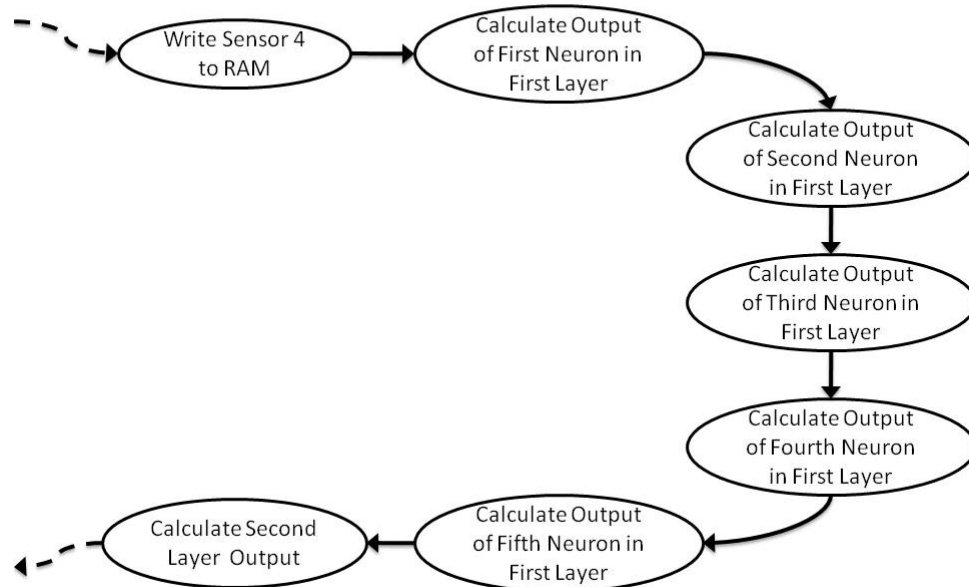 Write Sensor 4
to RAM
Calculate Output
of First Neuron in
First Layer
Calculate Output
of Second Neuron
in First Layer
Calculate Output
of Third Neuron in
First Layer
Calculate Output
of Fourth Neuron
in First Layer
Calculate Output
of Fifth Neuron in
First Layer
Calculate Second
Layer Output